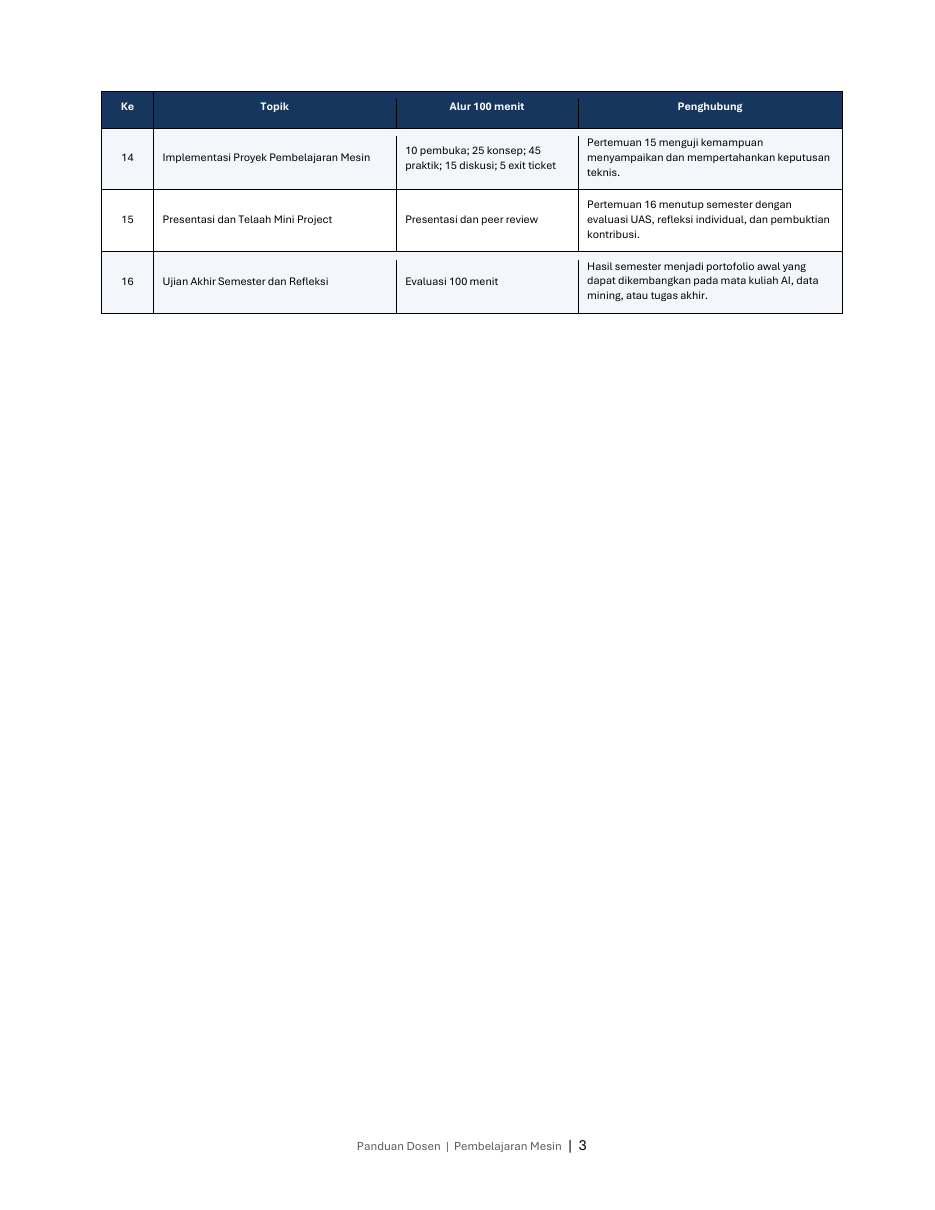 Ke Topik Alur 100 menit Penghubung
14 Implementasi Proyek Pembelajaran Mesin
10 pembuka; 25 konsep; 45
praktik; 15 diskusi; 5 exit ticket
Pertemuan 15 menguji kemampuan
menyampaikan dan mempertahankan keputusan
teknis.
15 Presentasi dan Telaah Mini Project
Presentasi dan peer review
Pertemuan 16 menutup semester dengan
evaluasi UAS, refleksi individual, dan pembuktian
kontribusi.
16 Ujian Akhir Semester dan Refleksi
Evaluasi 100 menit
Hasil semester menjadi portofolio awal yang
dapat dikembangkan pada mata kuliah AI, data
mining, atau tugas akhir.
Panduan Dosen | Pembelajaran Mesin | 3